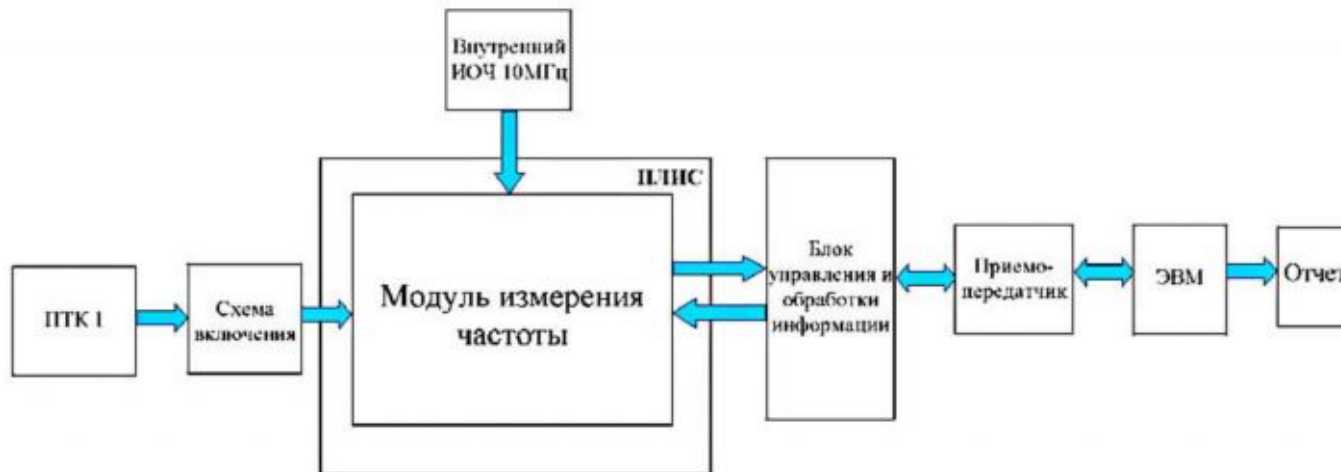 Внутренний
ИОЧ 10МГц
ПЛИС
ПТК 1
Схема
включения
Модуль измерения
частоты
Блок
управления и
обработки
информации
Приемо-
передатчик
ЭВМ
Отчет